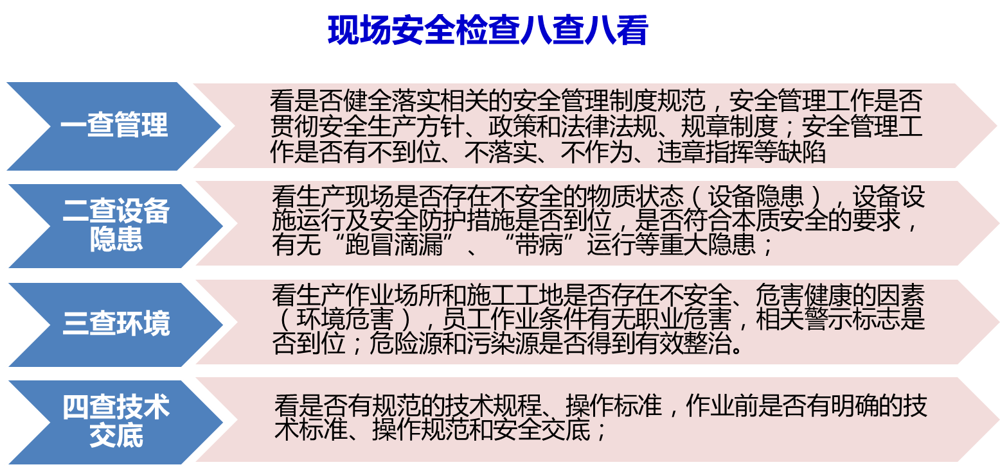 现场安全检查八查八看
一查管理
看是否健全落实相关的安全管理制度规范，安全管理工作是否
贯彻安全生产方针、政策和法律法规、规章制度；安全管理工
作是否有不到位、不落实、不作为、违章指挥等缺陷
二查设备
隐患
看生产现场是否存在不安全的物质状态（设备隐患），设备设
施运行及安全防护措施是否到位，是否符合本质安全的要求，
有无“跑冒滴漏”、“带病”运行等重大隐患；
三查环境
看生产作业场所和施工工地是否存在不安全、危害健康的因素
（环境危害），员工作业条件有无职业危害，相关警示标志是
否到位；危险源和污染源是否得到有效整治。
四查技术
交底
看是否有规范的技术规程、操作标准，作业前是否有明确的技
术标准、操作规范和安全交底；